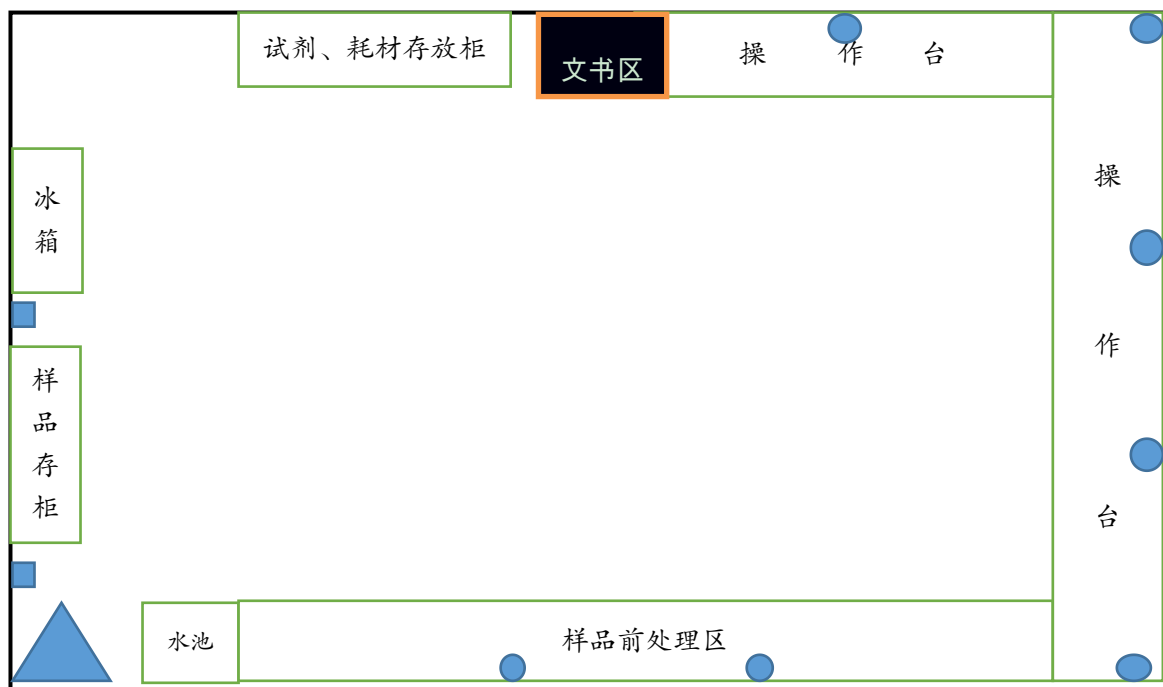 试剂、耗材存放柜
文书区
操 作 台
冰箱
样品存柜
操作台
水池
样品前处理区